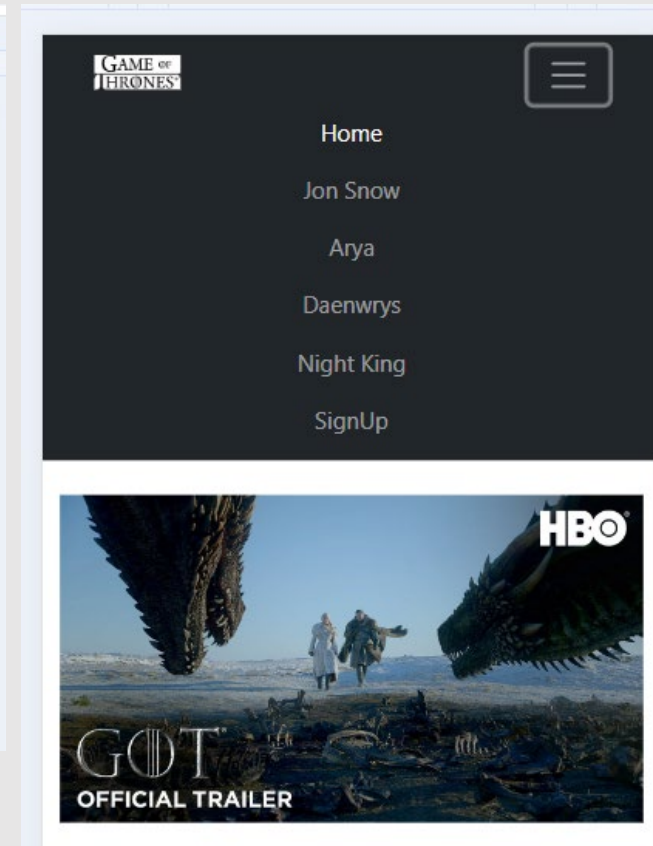 GAME OF
THRONES
Home
Jon Snow
Arya
Daenwrys
Night King
SignUp
HBO
GOT
OFFICIAL TRAILER